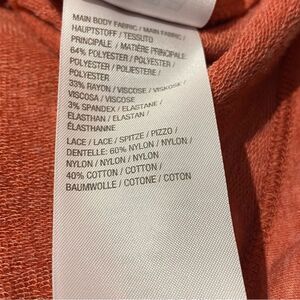 MAIN BODY FABRIC / MAIN FABRIC /
HAUPTSTOFF / TESSUTO
PRINCIPALE / MATIÈRE PRINCIPALE
64% POLYESTER / POLYESTER /
POLYESTER / POLIESTERE /
POLYESTER
33% RAYON / VISCOSE / VISKOSE /
VISCOSA / VISCOSE
3% SPANDEX / ELASTANE /
ELASTHAN / ELASTAN /
ÉLASTHANNE
LACE / LACE / SPITZE / PIZZO /
DENTELLE: 60% NYLON / NYLON /
NYLON / NYLON / NYLON
40% COTTON / COTTON /
BAUMWOLLE / COTONE / COTON